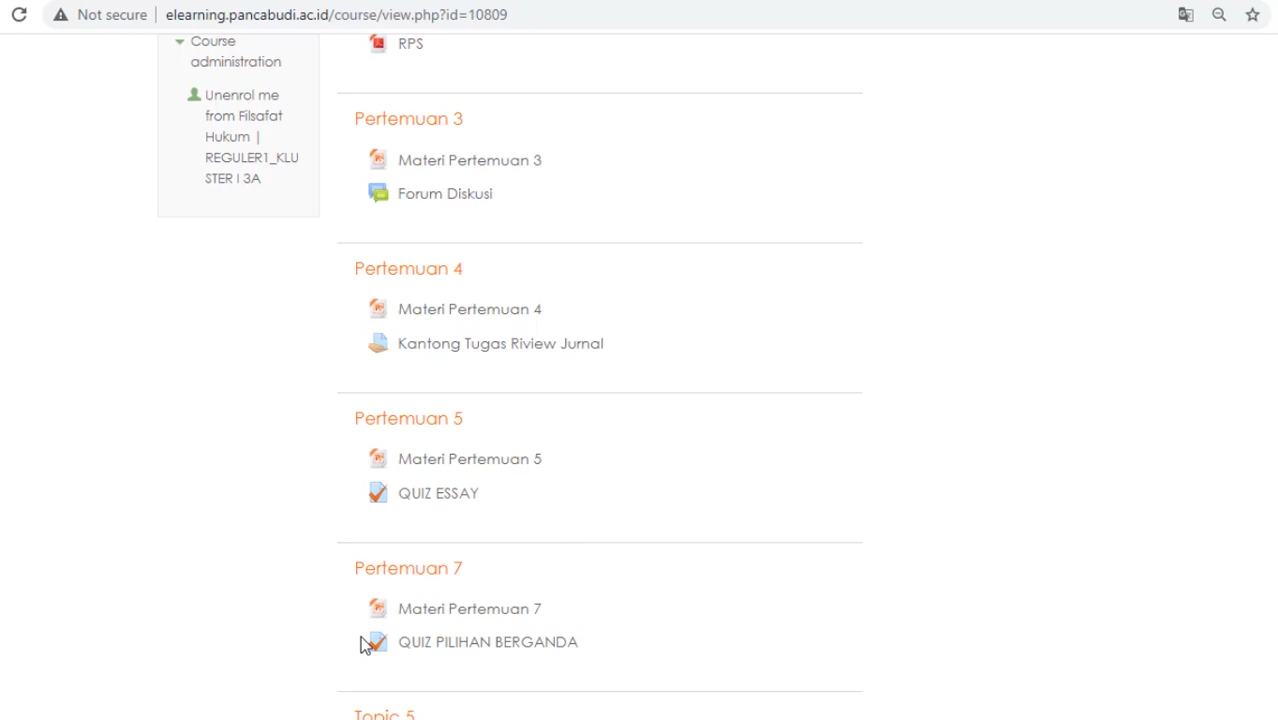 Not secure
elearning.pancabudi.ac.id/course/view.php?id=10809
Course
administration
Unenrol me
from Filsafat
Hukum |
REGULER1_KLU
STER I 3A
RPS
Pertemuan 3
Materi Pertemuan 3
Forum Diskusi
Pertemuan 4
Materi Pertemuan 4
Kantong Tugas Riview Jurnal
Pertemuan 5
Materi Pertemuan 5
QUIZ ESSAY
Pertemuan 7
Materi Pertemuan 7
QUIZ PILIHAN BERGANDA
Topic 5